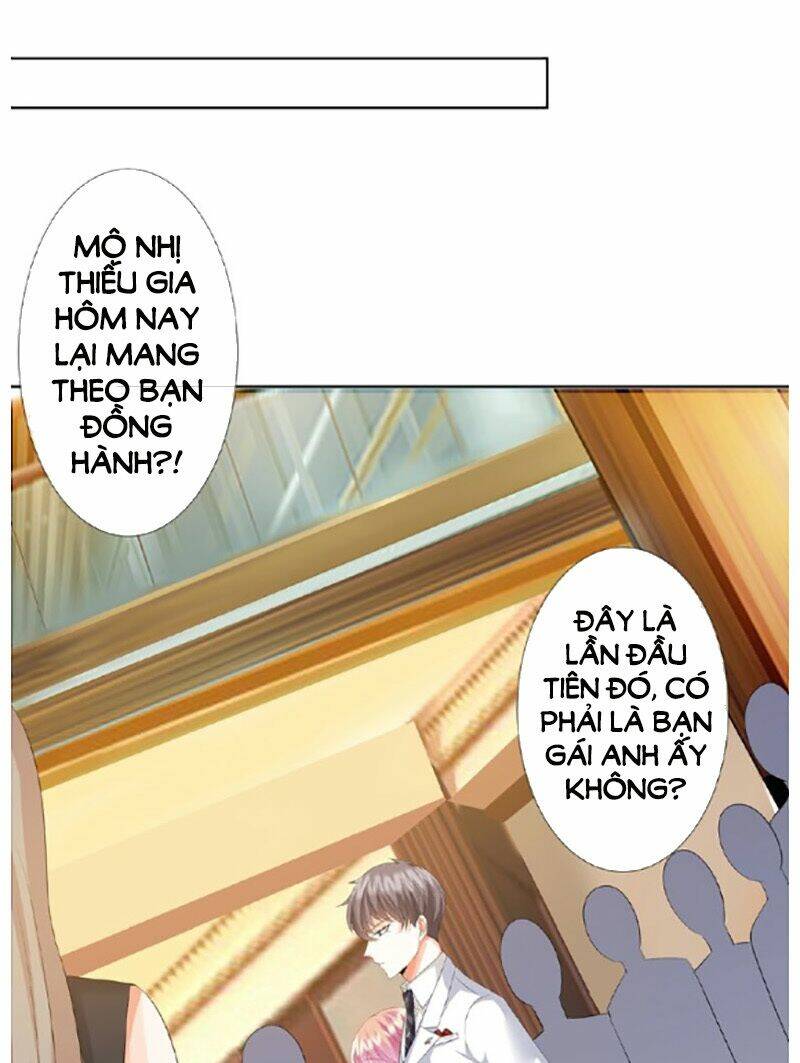 MỘ NHỊ
THIẾU GIA
HÔM NAY
LẠI MANG
THEO BẠN
ĐỒNG
HÀNH?!
ĐÂY LÀ
LẦN ĐẦU
TIÊN ĐÓ, CÓ
PHẢI LÀ BẠN
GÁI ANH ẤY
KHÔNG?